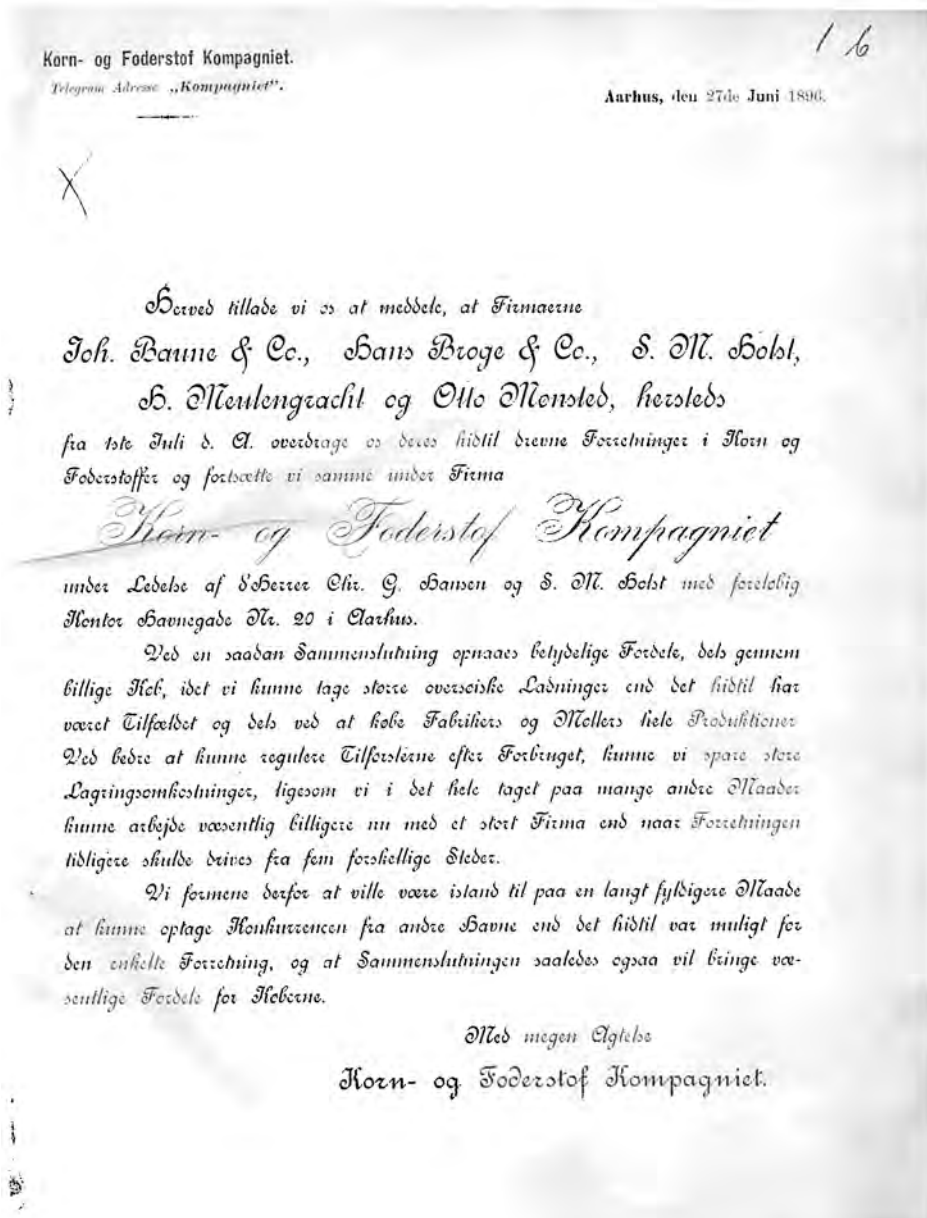 1 6
Korn- og Foderstof Kompagniet.
Telegram Adresse „Kompagniet".
Aarhus, den 27de Juni 1896.
X
Herved tillade vi os at meddele, at Firmaerne
Joh. Baune & Co., Hans Broge & Co., S. M. Holst,
H. Meulengracht og Otto Mønsted, hersteds
fra 1ste Juli d. A. overdrage os deres hidtil drevne Forretninger i Korn og
Foderstoffer og fortsætte vi samme under Firma
Korn- og Foderstof Kompagniet
under Ledelse af D'Herrer Chr. G. Hansen og S. M. Holst med foreløbig
Kontor Havnegade Nr. 20 i Aarhus.
Ved en saadan Sammenslutning opnaaes betydelige Fordele, dels gennem
billige Køb, idet vi kunne tage større oversøiske Ladninger end det hidtil har
været Tilfældet og dels ved at købe Fabrikers og Møllers hele Produktioner
Ved bedre at kunne regulere Tilførslerne efter Forbruget, kunne vi spare store
Lagringsomkostninger, ligesom vi i det hele taget paa mange andre Maader
kunne arbejde væsentlig billigere nu med et stort Firma end naar Forretningen
tidligere skulde drives fra fem forskellige Steder.
Vi formene derfor at ville være istand til paa en langt fyldigere Maade
at kunne optage Konkurrencen fra andre Havne end det hidtil var muligt for
den enkelte Forretning, og at Sammenslutningen saaledes ogsaa vil bringe væ-
sentlige Fordele for Køberne.
Med megen Agtelse
Korn- og Foderstof Kompagniet.